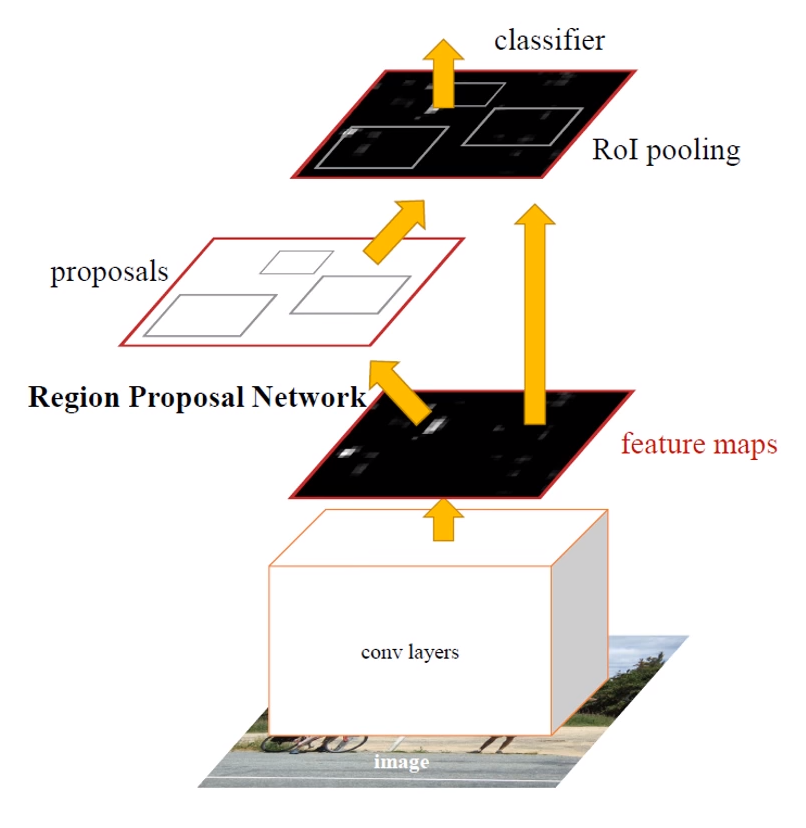 classifier
RoI pooling
proposals
Region Proposal Network
feature maps
conv layers
image